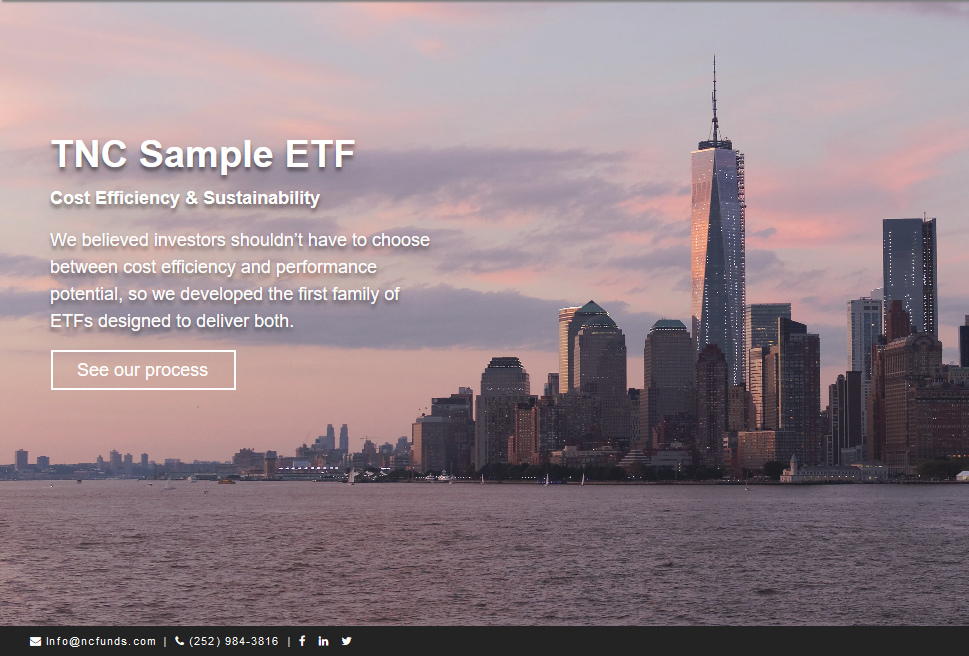 TNC Sample ETF
Cost Efficiency & Sustainability
We believed investors shouldn’t have to choose
between cost efficiency and performance
potential, so we developed the first family of
ETFs designed to deliver both.
See our process
Info@ncfunds.com | (252) 984-3816 |